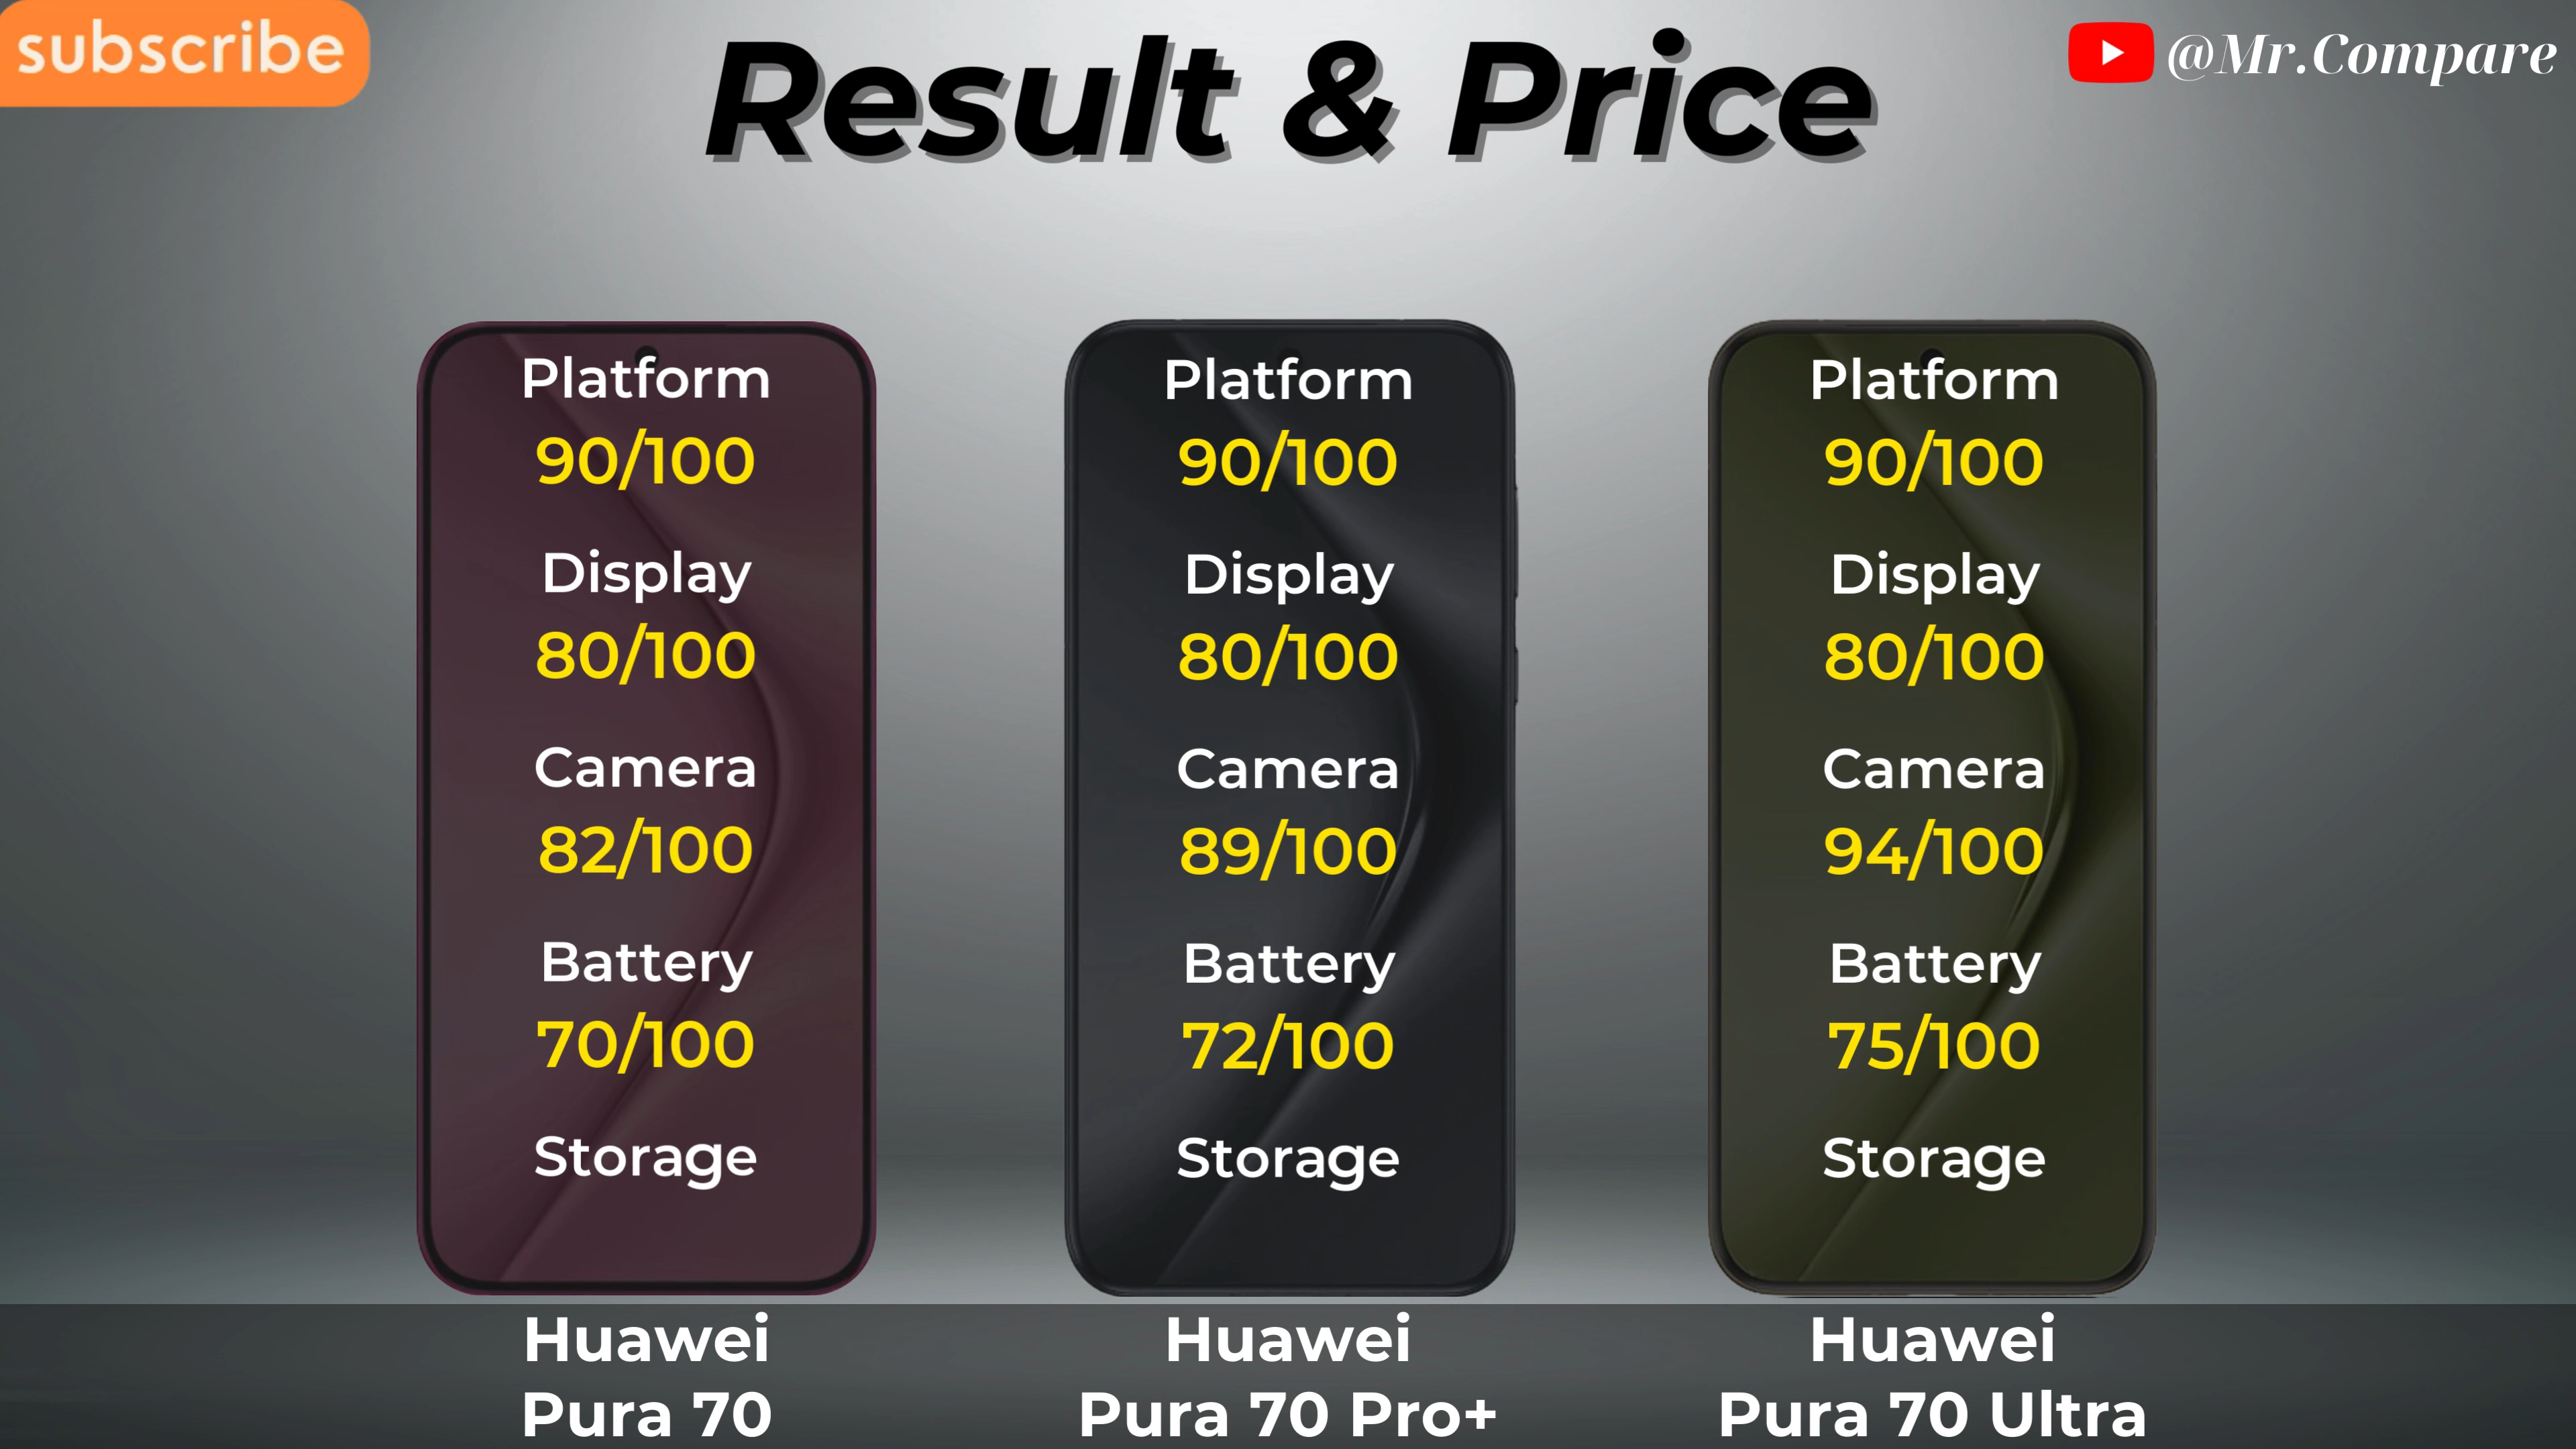 subscribe
Result & Price
@Mr.Compare
Platform
90/100
Display
80/100
Camera
82/100
Battery
70/100
Storage
Huawei
Pura 70
Platform
90/100
Display
80/100
Camera
89/100
Battery
72/100
Storage
Huawei
Pura 70 Pro+
Platform
90/100
Display
80/100
Camera
94/100
Battery
75/100
Storage
Huawei
Pura 70 Ultra